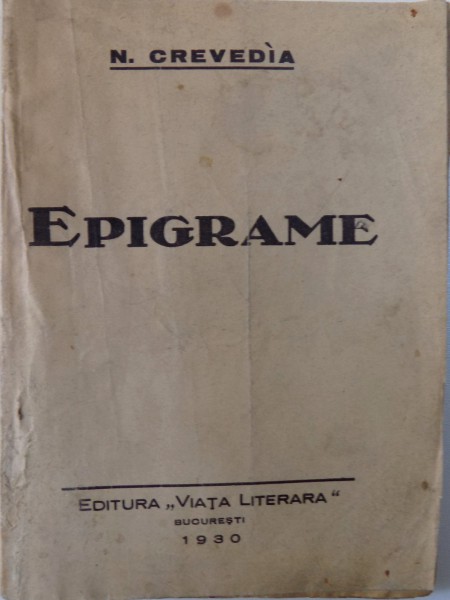 N. CREVEDÌA
EPIGRAME
EDITURA „VIAȚA LITERARA"
BUCUREȘTI
1930